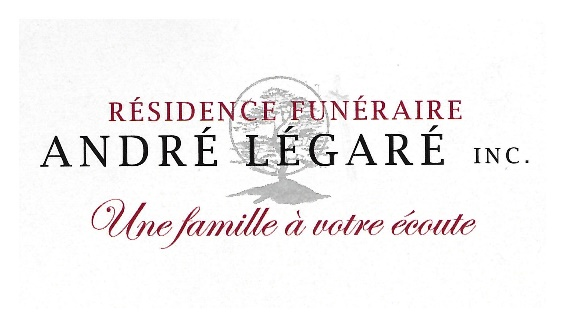 RÉSIDENCE FUNÉRAIRE
ANDRÉ LÉGARÉ INC.
Une famille à votre écoute